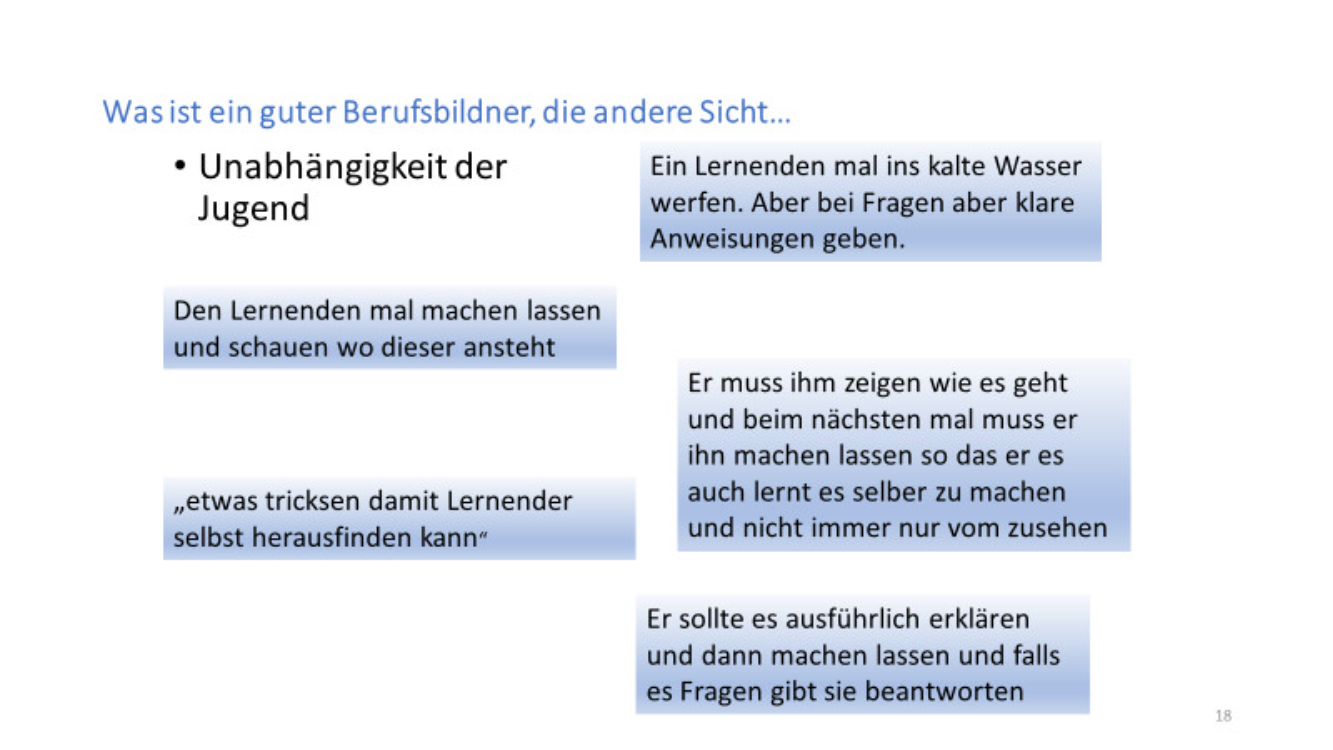 Was ist ein guter Berufsbildner, die andere Sicht...
• Unabhängigkeit der
Jugend
Ein Lernenden mal ins kalte Wasser
werfen. Aber bei Fragen aber klare
Anweisungen geben.
Den Lernenden mal machen lassen
und schauen wo dieser ansteht
Er muss ihm zeigen wie es geht
und beim nächsten mal muss er
ihn machen lassen so das er es
auch lernt es selber zu machen
und nicht immer nur vom zusehen
„etwas tricksen damit Lernender
selbst herausfinden kann“
Er sollte es ausführlich erklären
und dann machen lassen und falls
es Fragen gibt sie beantworten
18